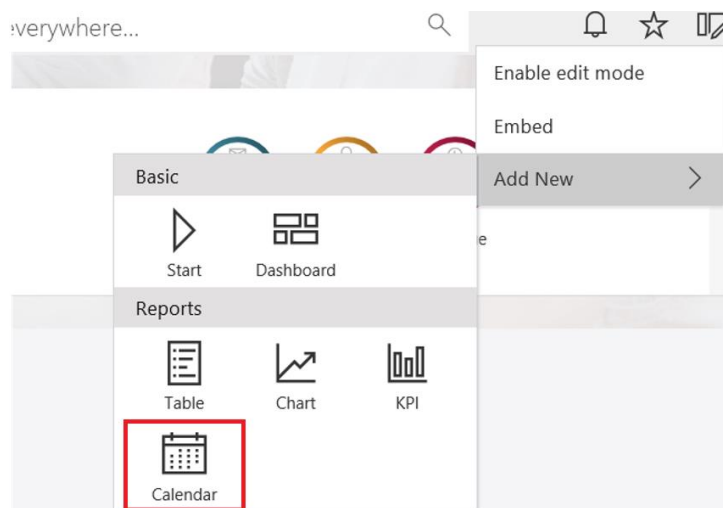 everywhere...
Enable edit mode
Embed
Add New
Basic
Start Dashboard
Reports
Table Chart KPI
Calendar